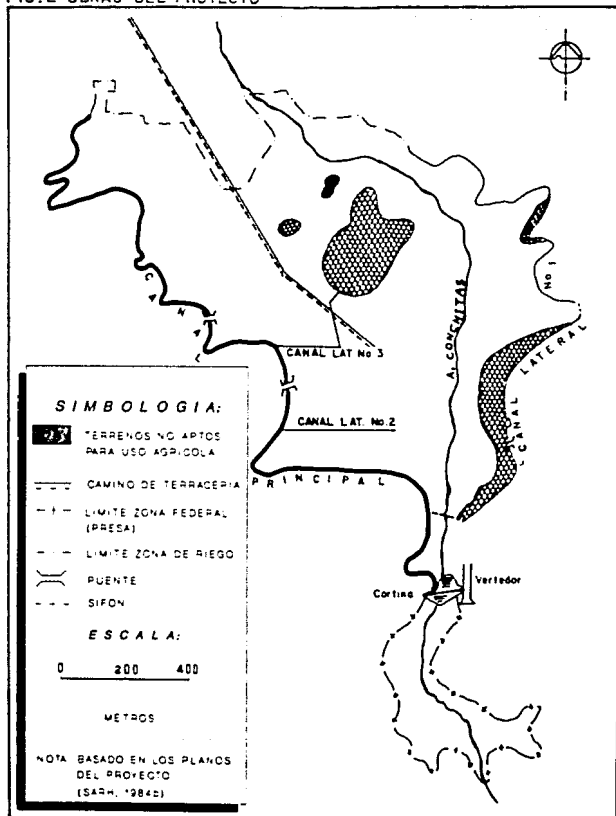 FIG.2 OBRAS DEL PROYECTO
CANAL
PRINCIPAL
CANAL LAT No 3
CANAL LAT. No.2
A. CONCHITAS
CANAL LATERAL No 1
Cortina
Vertedor
SIMBOLOGIA:
TERRENOS NO APTOS
PARA USO AGRICOLA
CAMINO DE TERRACERIA
LIMITE ZONA FEDERAL
(PRESA)
LIMITE ZONA DE RIEGO
PUENTE
SIFON
ESCALA:
0 200 400
METROS
NOTA BASADO EN LOS PLANOS
DEL PROYECTO
(SARH, 1984b)